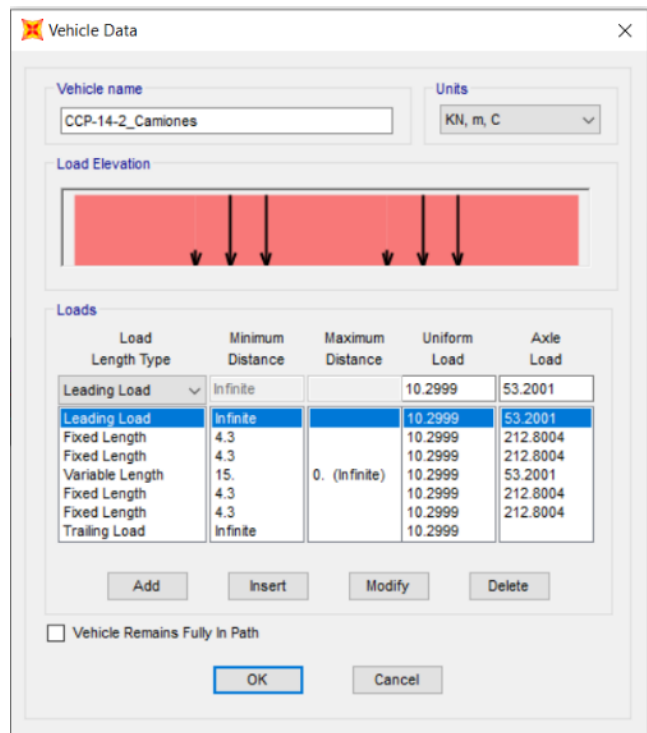 Vehicle Data
Vehicle name
Units
CCP-14-2_Camiones
KN, m, C
Load Elevation
Loads
Load Minimum Maximum Uniform Axle
Length Type Distance Distance Load Load
Leading Load Infinite 10.2999 53.2001
Leading Load Infinite 10.2999 53.2001
Fixed Length 4.3 10.2999 212.8004
Fixed Length 4.3 10.2999 212.8004
Variable Length 15. 0. (Infinite) 10.2999 53.2001
Fixed Length 4.3 10.2999 212.8004
Fixed Length 4.3 10.2999 212.8004
Trailing Load Infinite 10.2999
Add Insert Modify Delete
Vehicle Remains Fully In Path
OK Cancel